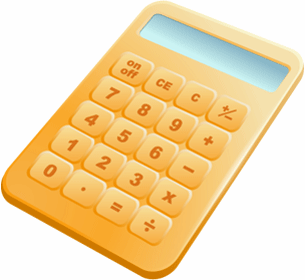 on off CE C +/−
7 8 9 +
4 5 6 −
1 2 3 x
0 . = ÷